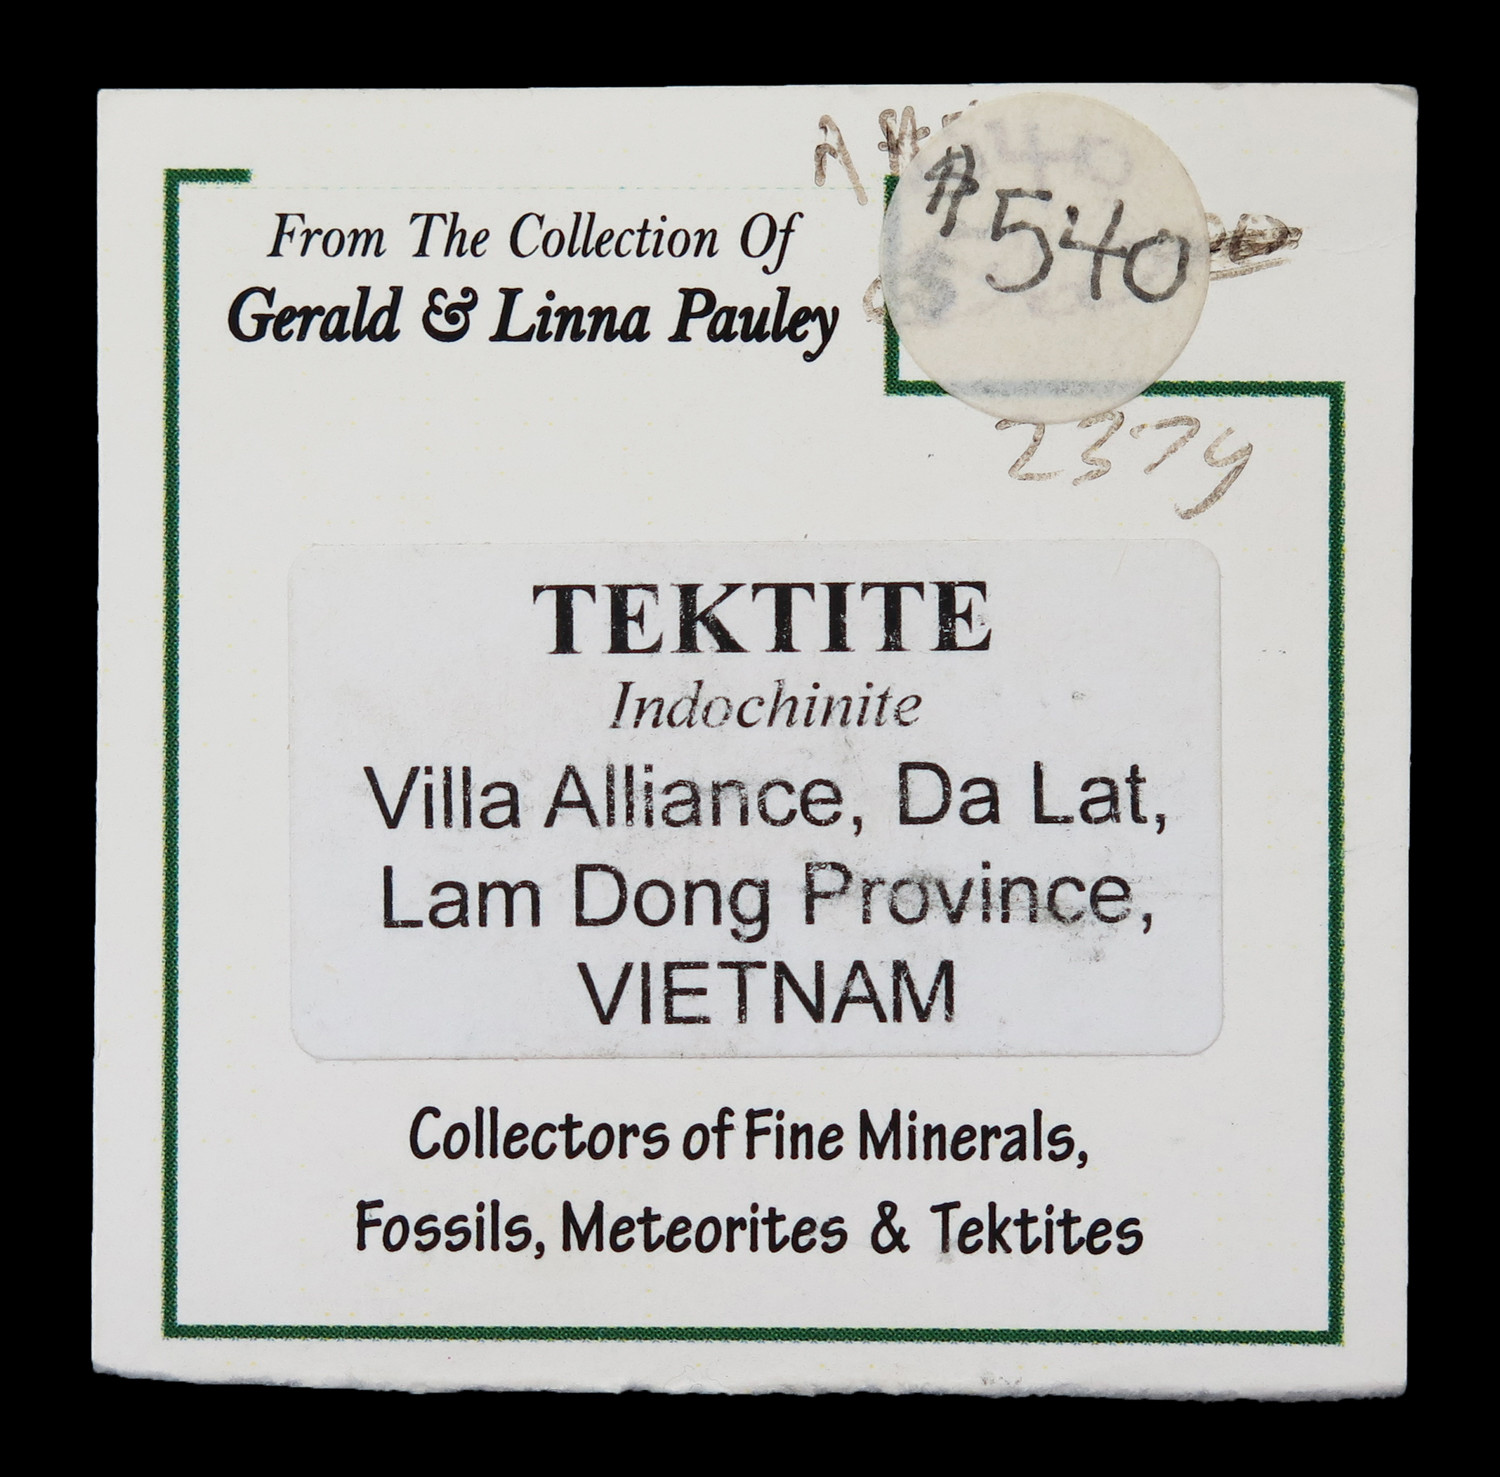 From The Collection Of
Gerald & Linna Pauley
$540
237g
TEKTITE
Indochinite
Villa Alliance, Da Lat,
Lam Dong Province,
VIETNAM
Collectors of Fine Minerals,
Fossils, Meteorites & Tektites